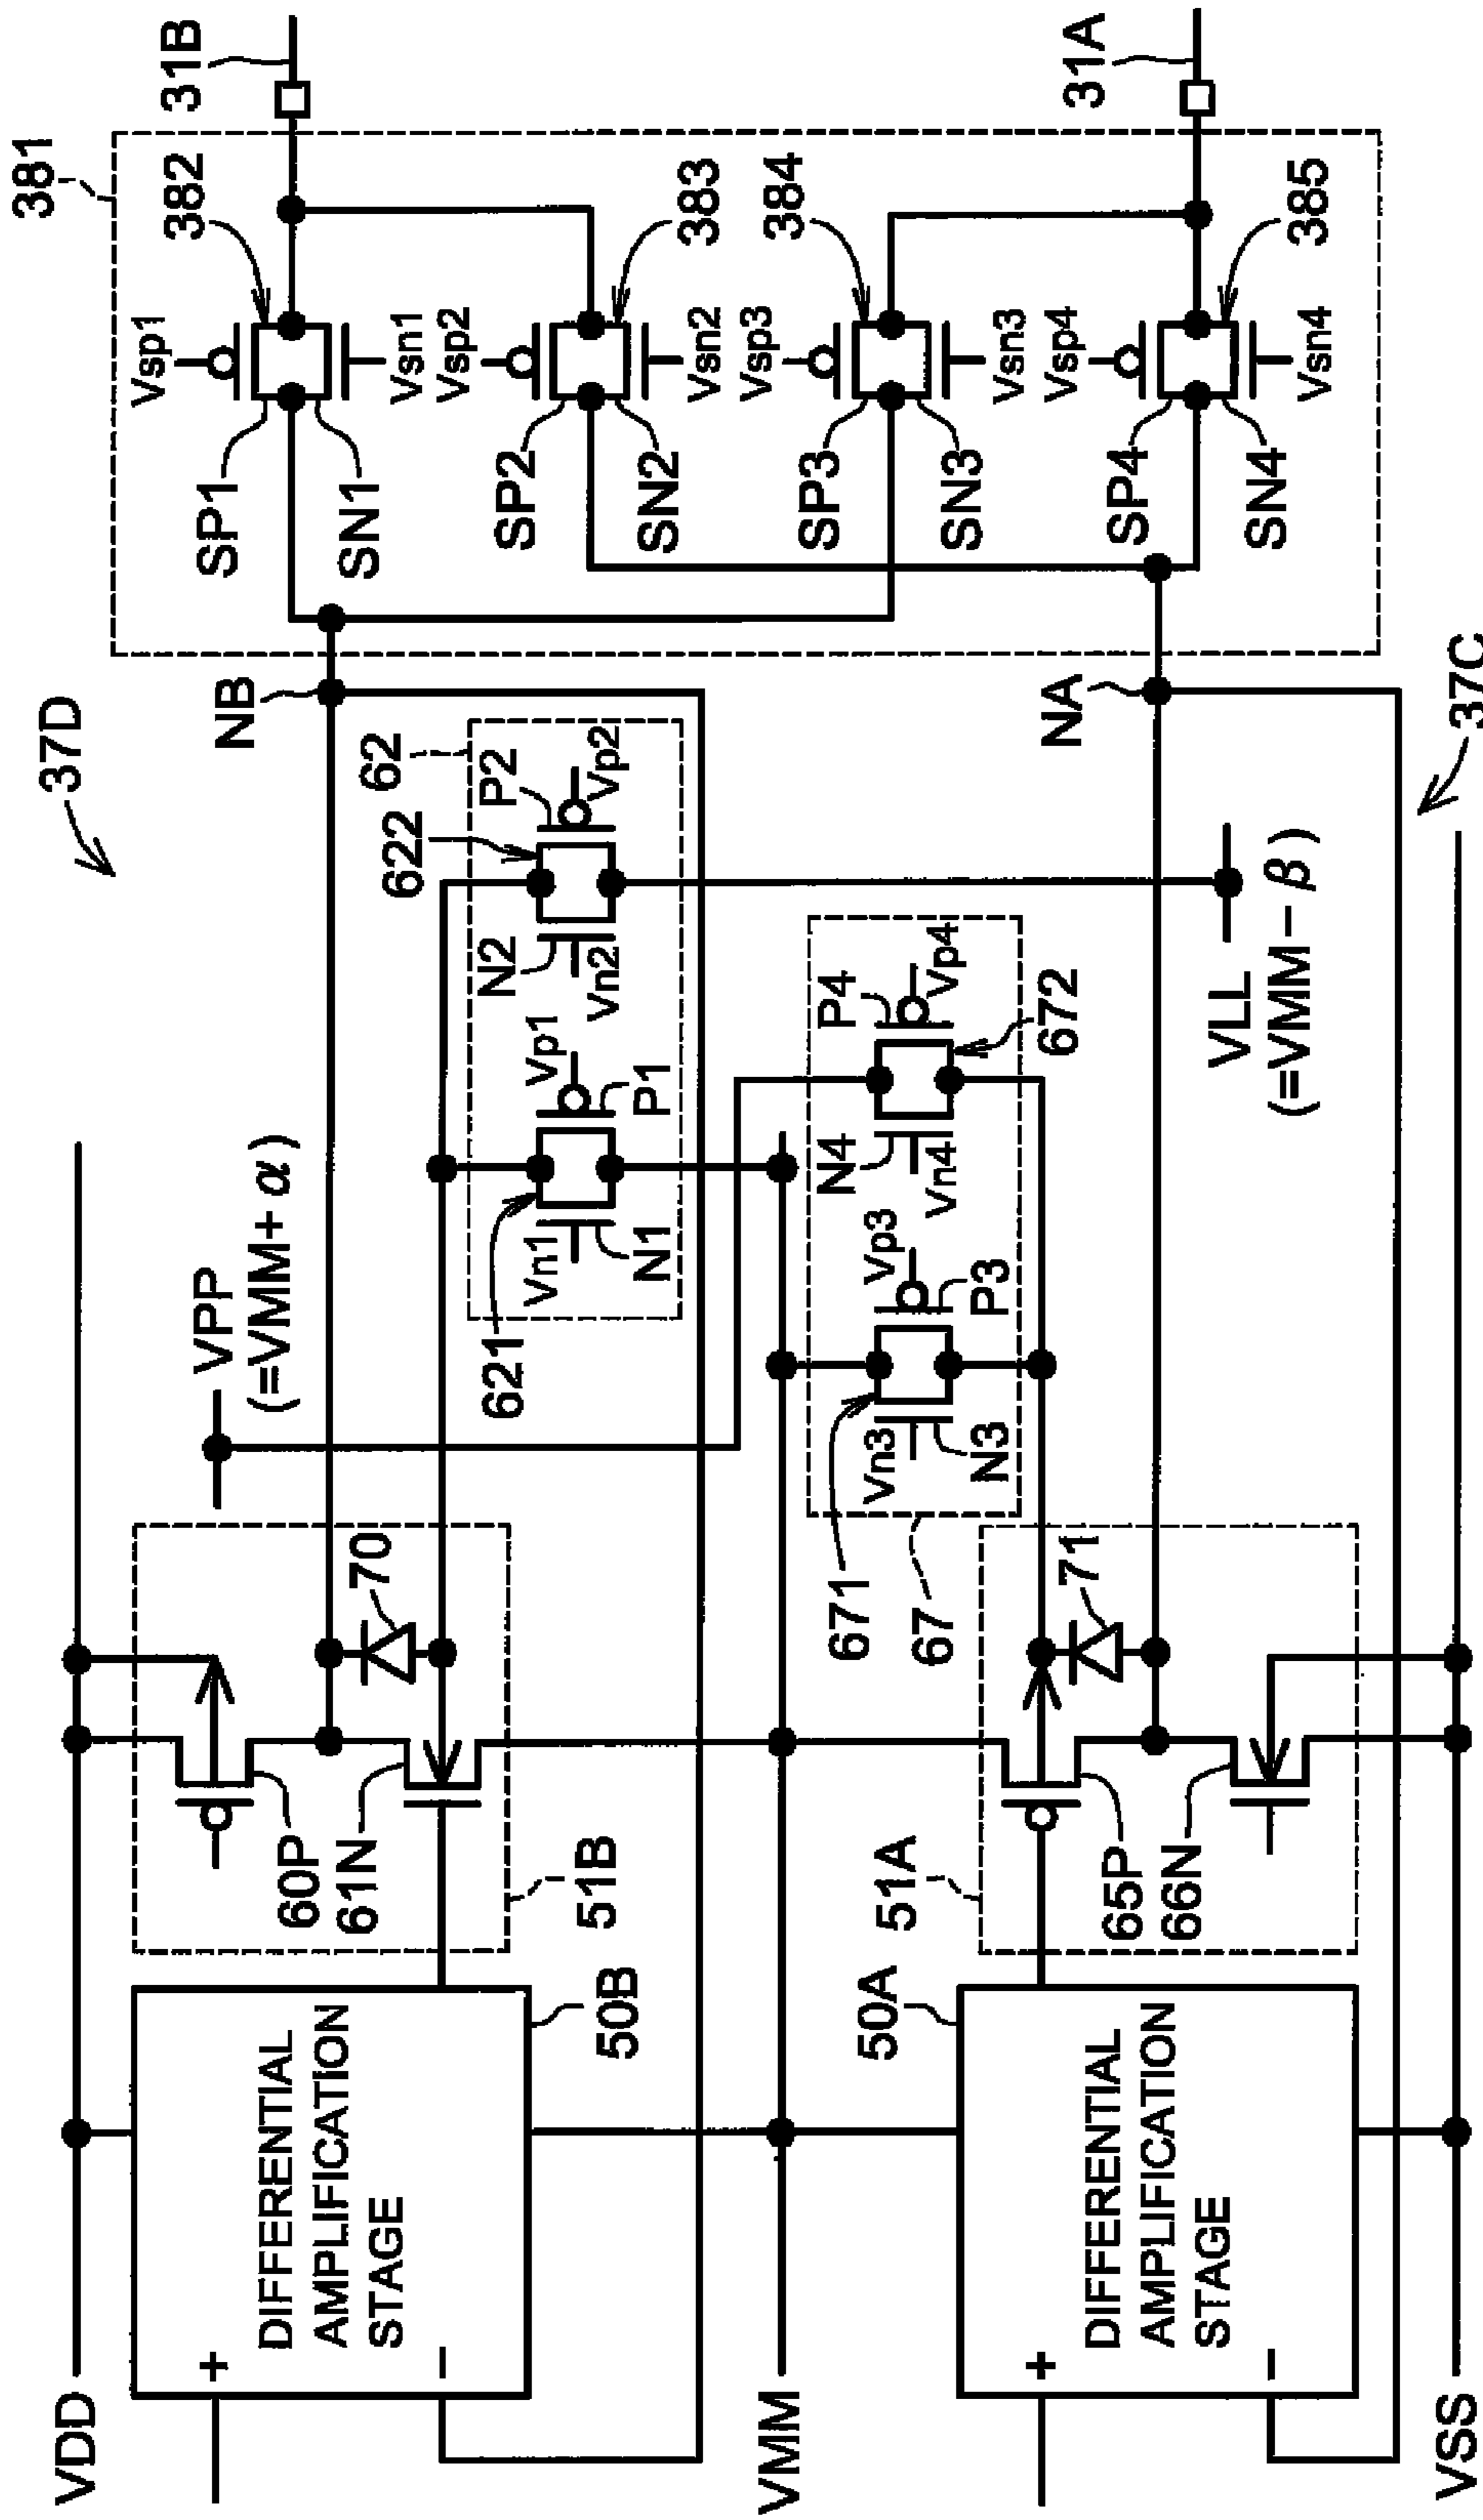 37D
381
VDD
VPP
(=VMM+α)
NB
31B
382
383
384
385
31A
Vsp1
Vsn1
Vsp2
Vsn2
Vsp3
Vsn3
Vsp4
Vsn4
SP1
SN1
SP2
SN2
SP3
SN3
SP4
SN4
+
DIFFERENTIAL
AMPLIFICATION
STAGE
−
50B
60P
61N
51B
70
621
622
62
Vn1
N1
Vp1
P1
N2
Vn2
P2
Vp2
VMM
671
67
672
Vn3
N3
Vp3
P3
N4
Vn4
P4
Vp4
NA
+
DIFFERENTIAL
AMPLIFICATION
STAGE
−
50A
51A
65P
66N
71
VLL
(=VMM−β)
VSS
37C